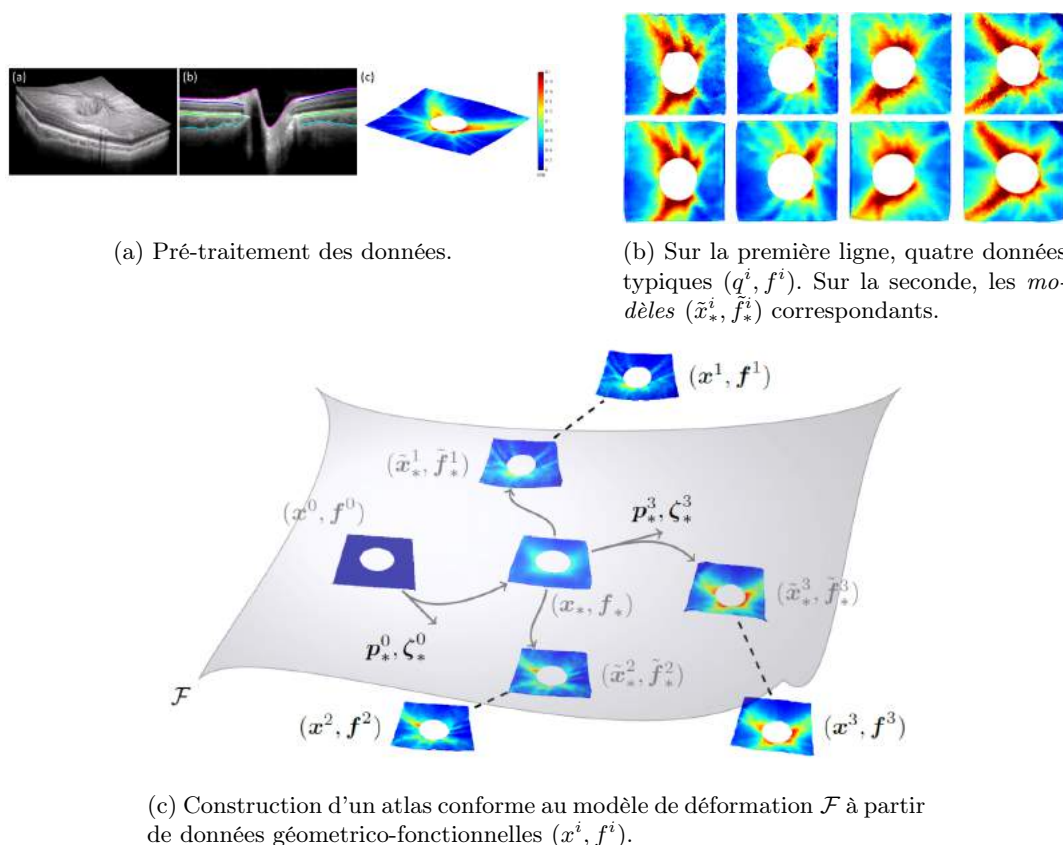 (a)
(b)
(c)
(a) Pré-traitement des données.
(b) Sur la première ligne, quatre données
typiques (q^i, f^i). Sur la seconde, les mo-
dèles (x̃^i_*, f̃^i_*) correspondants.
(x^1, f^1)
(x̃^1_*, f̃^1_*)
(x^0, f^0)
p^3_*, ζ^3_*
(x̃^3_*, f̃^3_*)
(x_*, f_*)
p^0_*, ζ^0_*
(x̃^2_*, f̃^2_*)
F
(x^2, f^2)
(x^3, f^3)
(c) Construction d'un atlas conforme au modèle de déformation F à partir
de données géometrico-fonctionnelles (x^i, f^i).